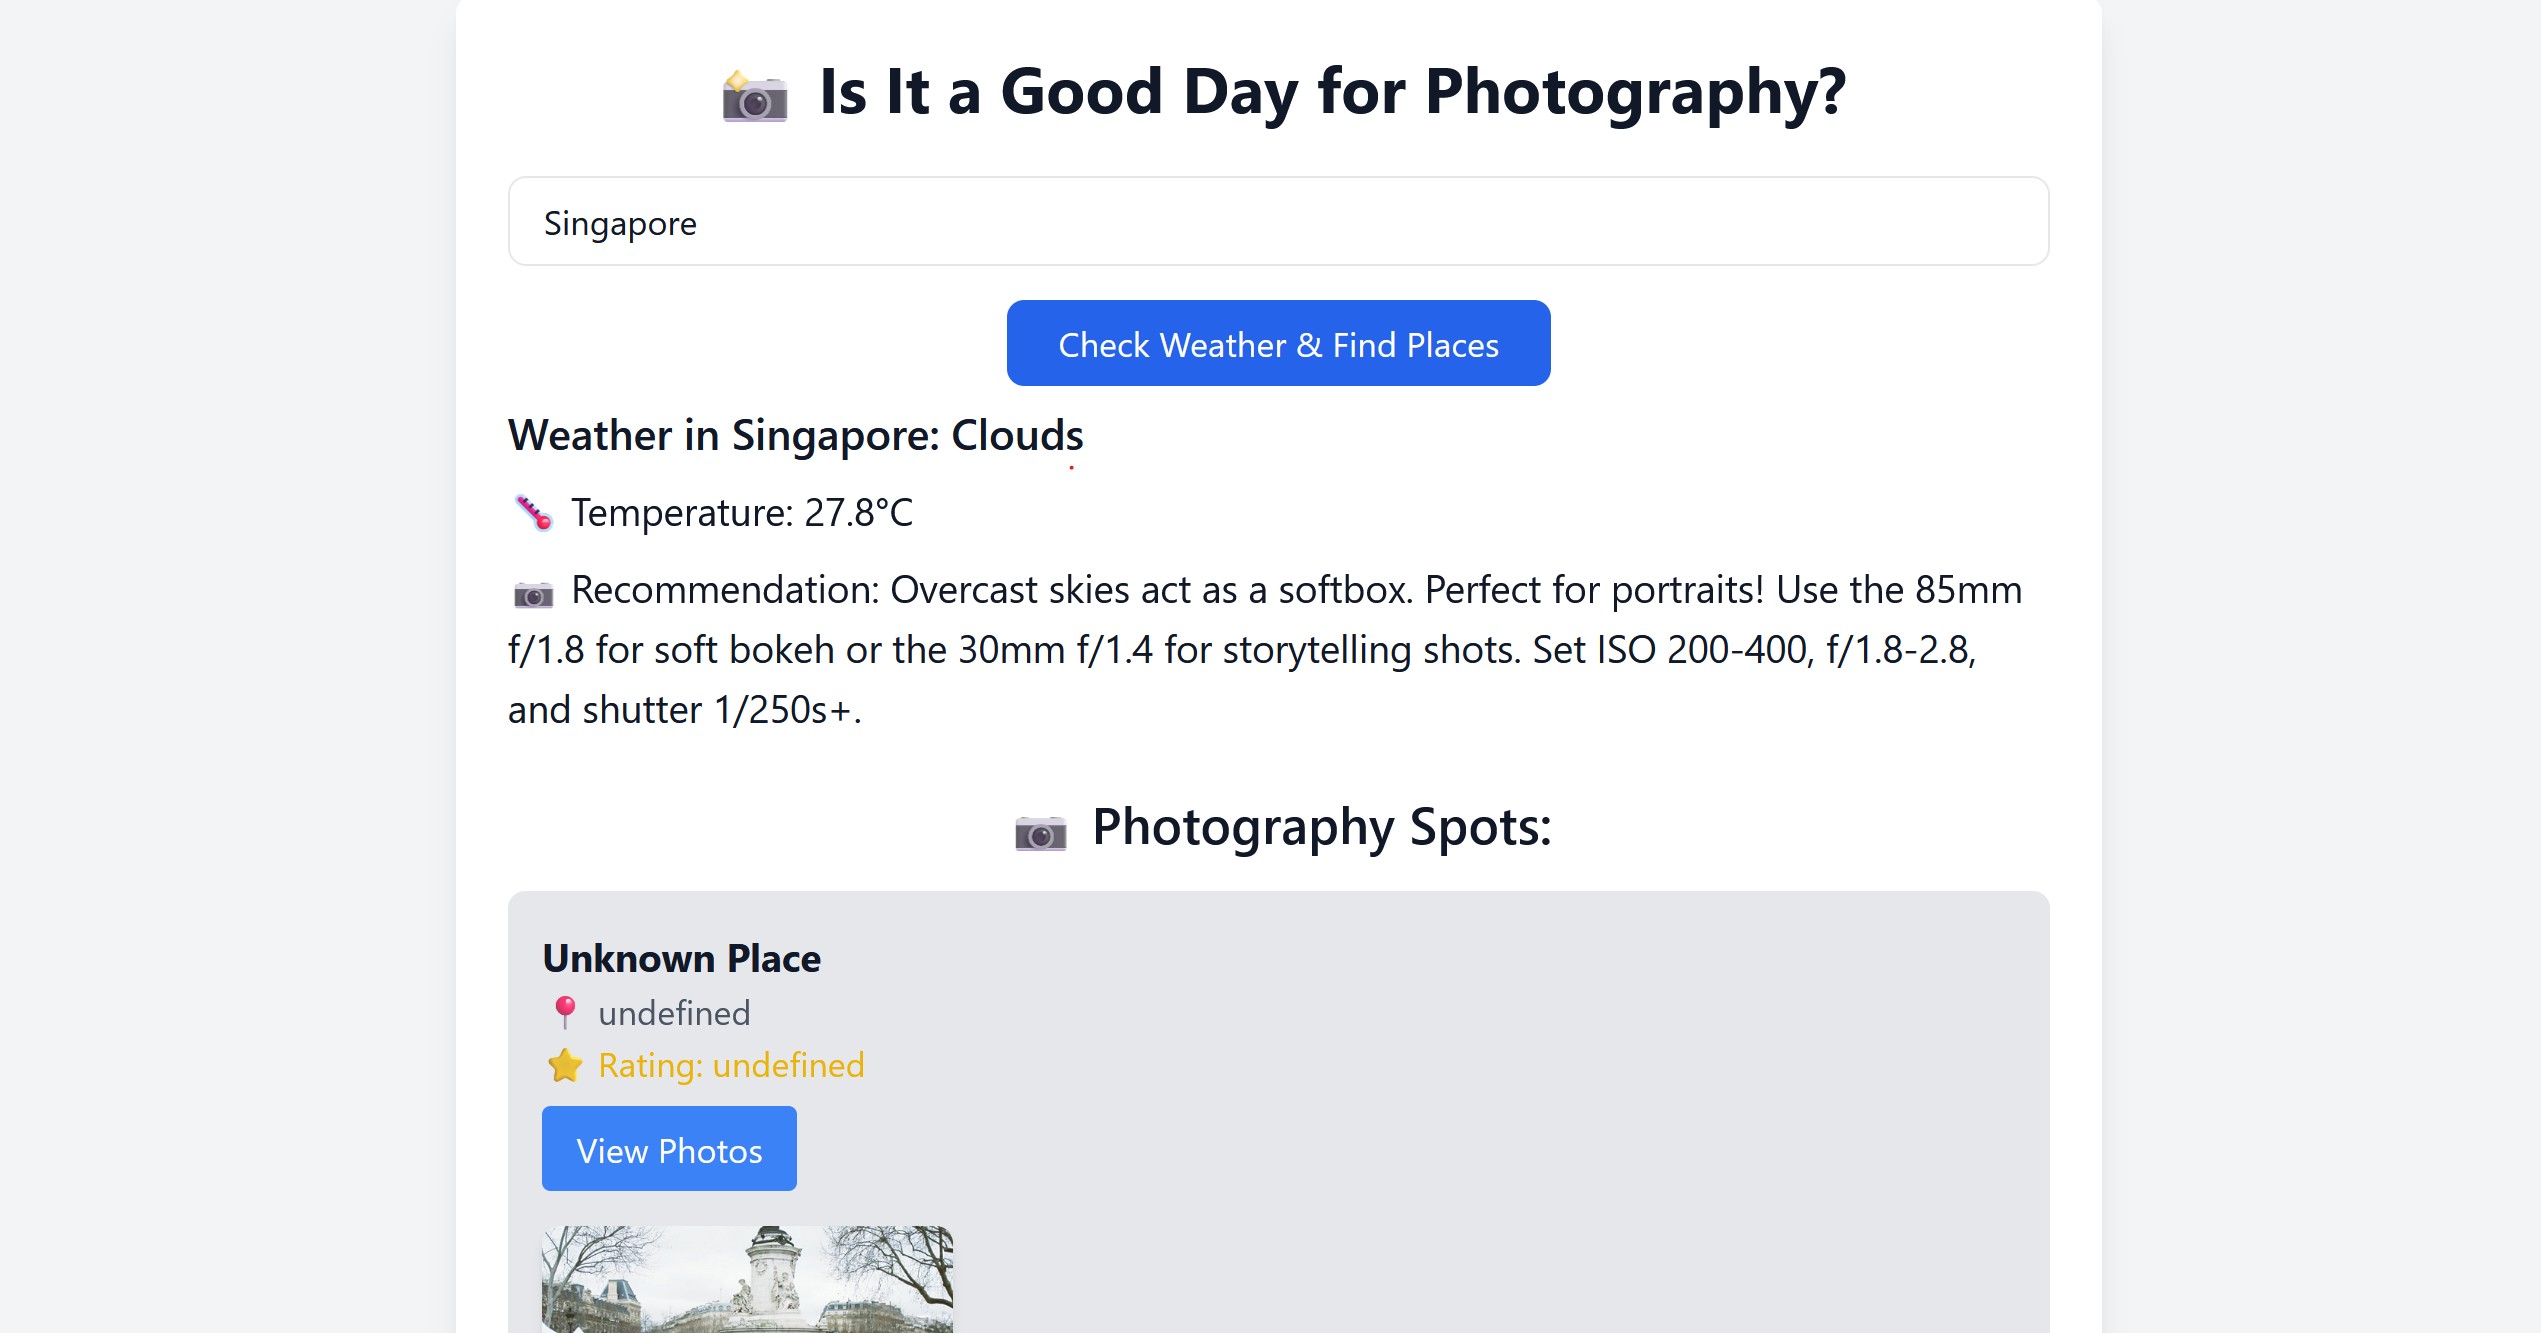 Is It a Good Day for Photography?
Singapore
Check Weather & Find Places
Weather in Singapore: Clouds
Temperature: 27.8°C
Recommendation: Overcast skies act as a softbox. Perfect for portraits! Use the 85mm
f/1.8 for soft bokeh or the 30mm f/1.4 for storytelling shots. Set ISO 200-400, f/1.8-2.8,
and shutter 1/250s+.
Photography Spots:
Unknown Place
undefined
Rating: undefined
View Photos